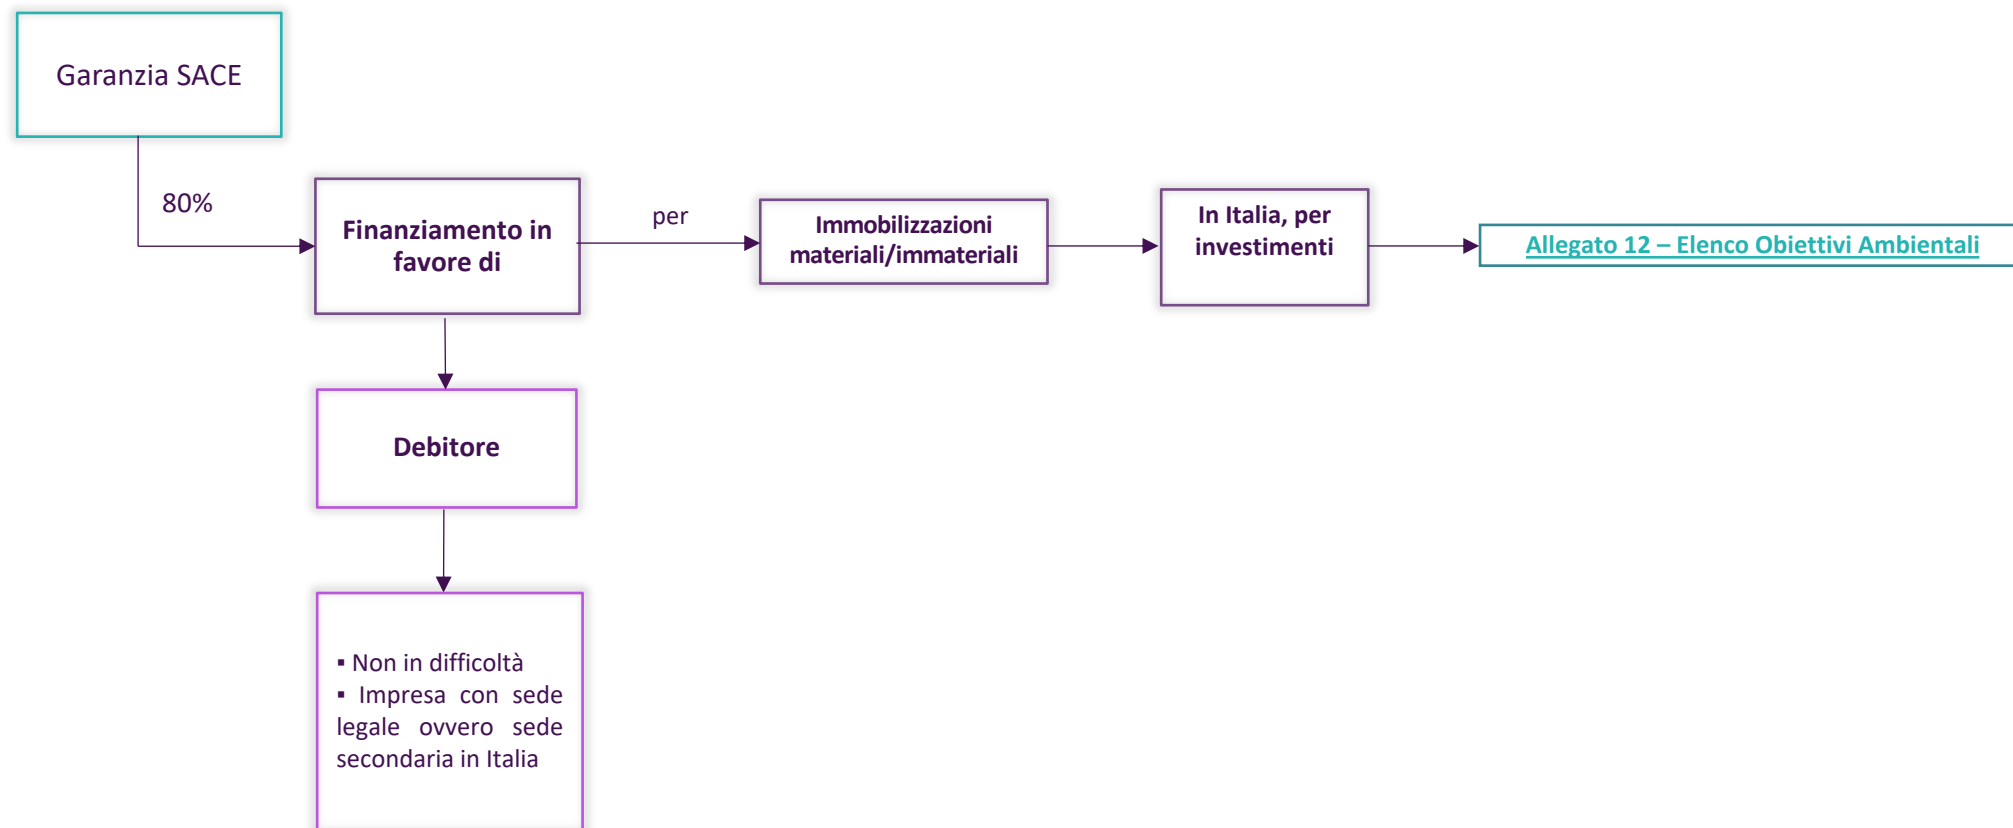 Garanzia SACE
80%
Finanziamento in
favore di
per
Immobilizzazioni
materiali/immateriali
In Italia, per
investimenti
Allegato 12 – Elenco Obiettivi Ambientali
Debitore
▪ Non in difficoltà
▪ Impresa con sede
legale ovvero sede
secondaria in Italia